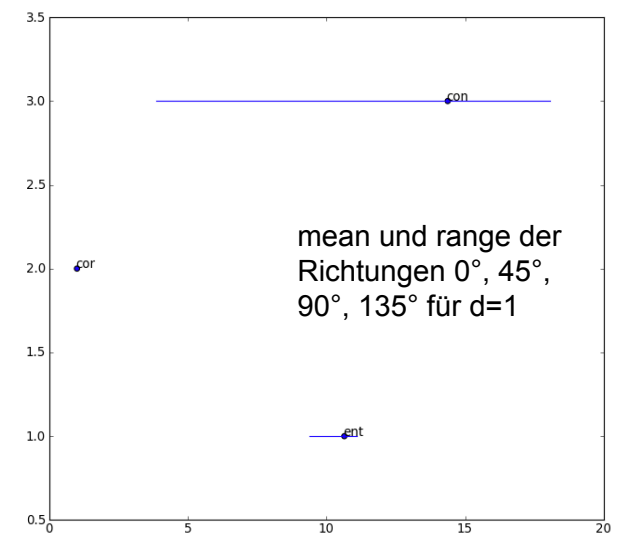 3.5
3.0
con
2.5
mean und range der
Richtungen 0°, 45°,
90°, 135° für d=1
2.0
cor
1.5
1.0
ent
0.5
0
5
10
15
20